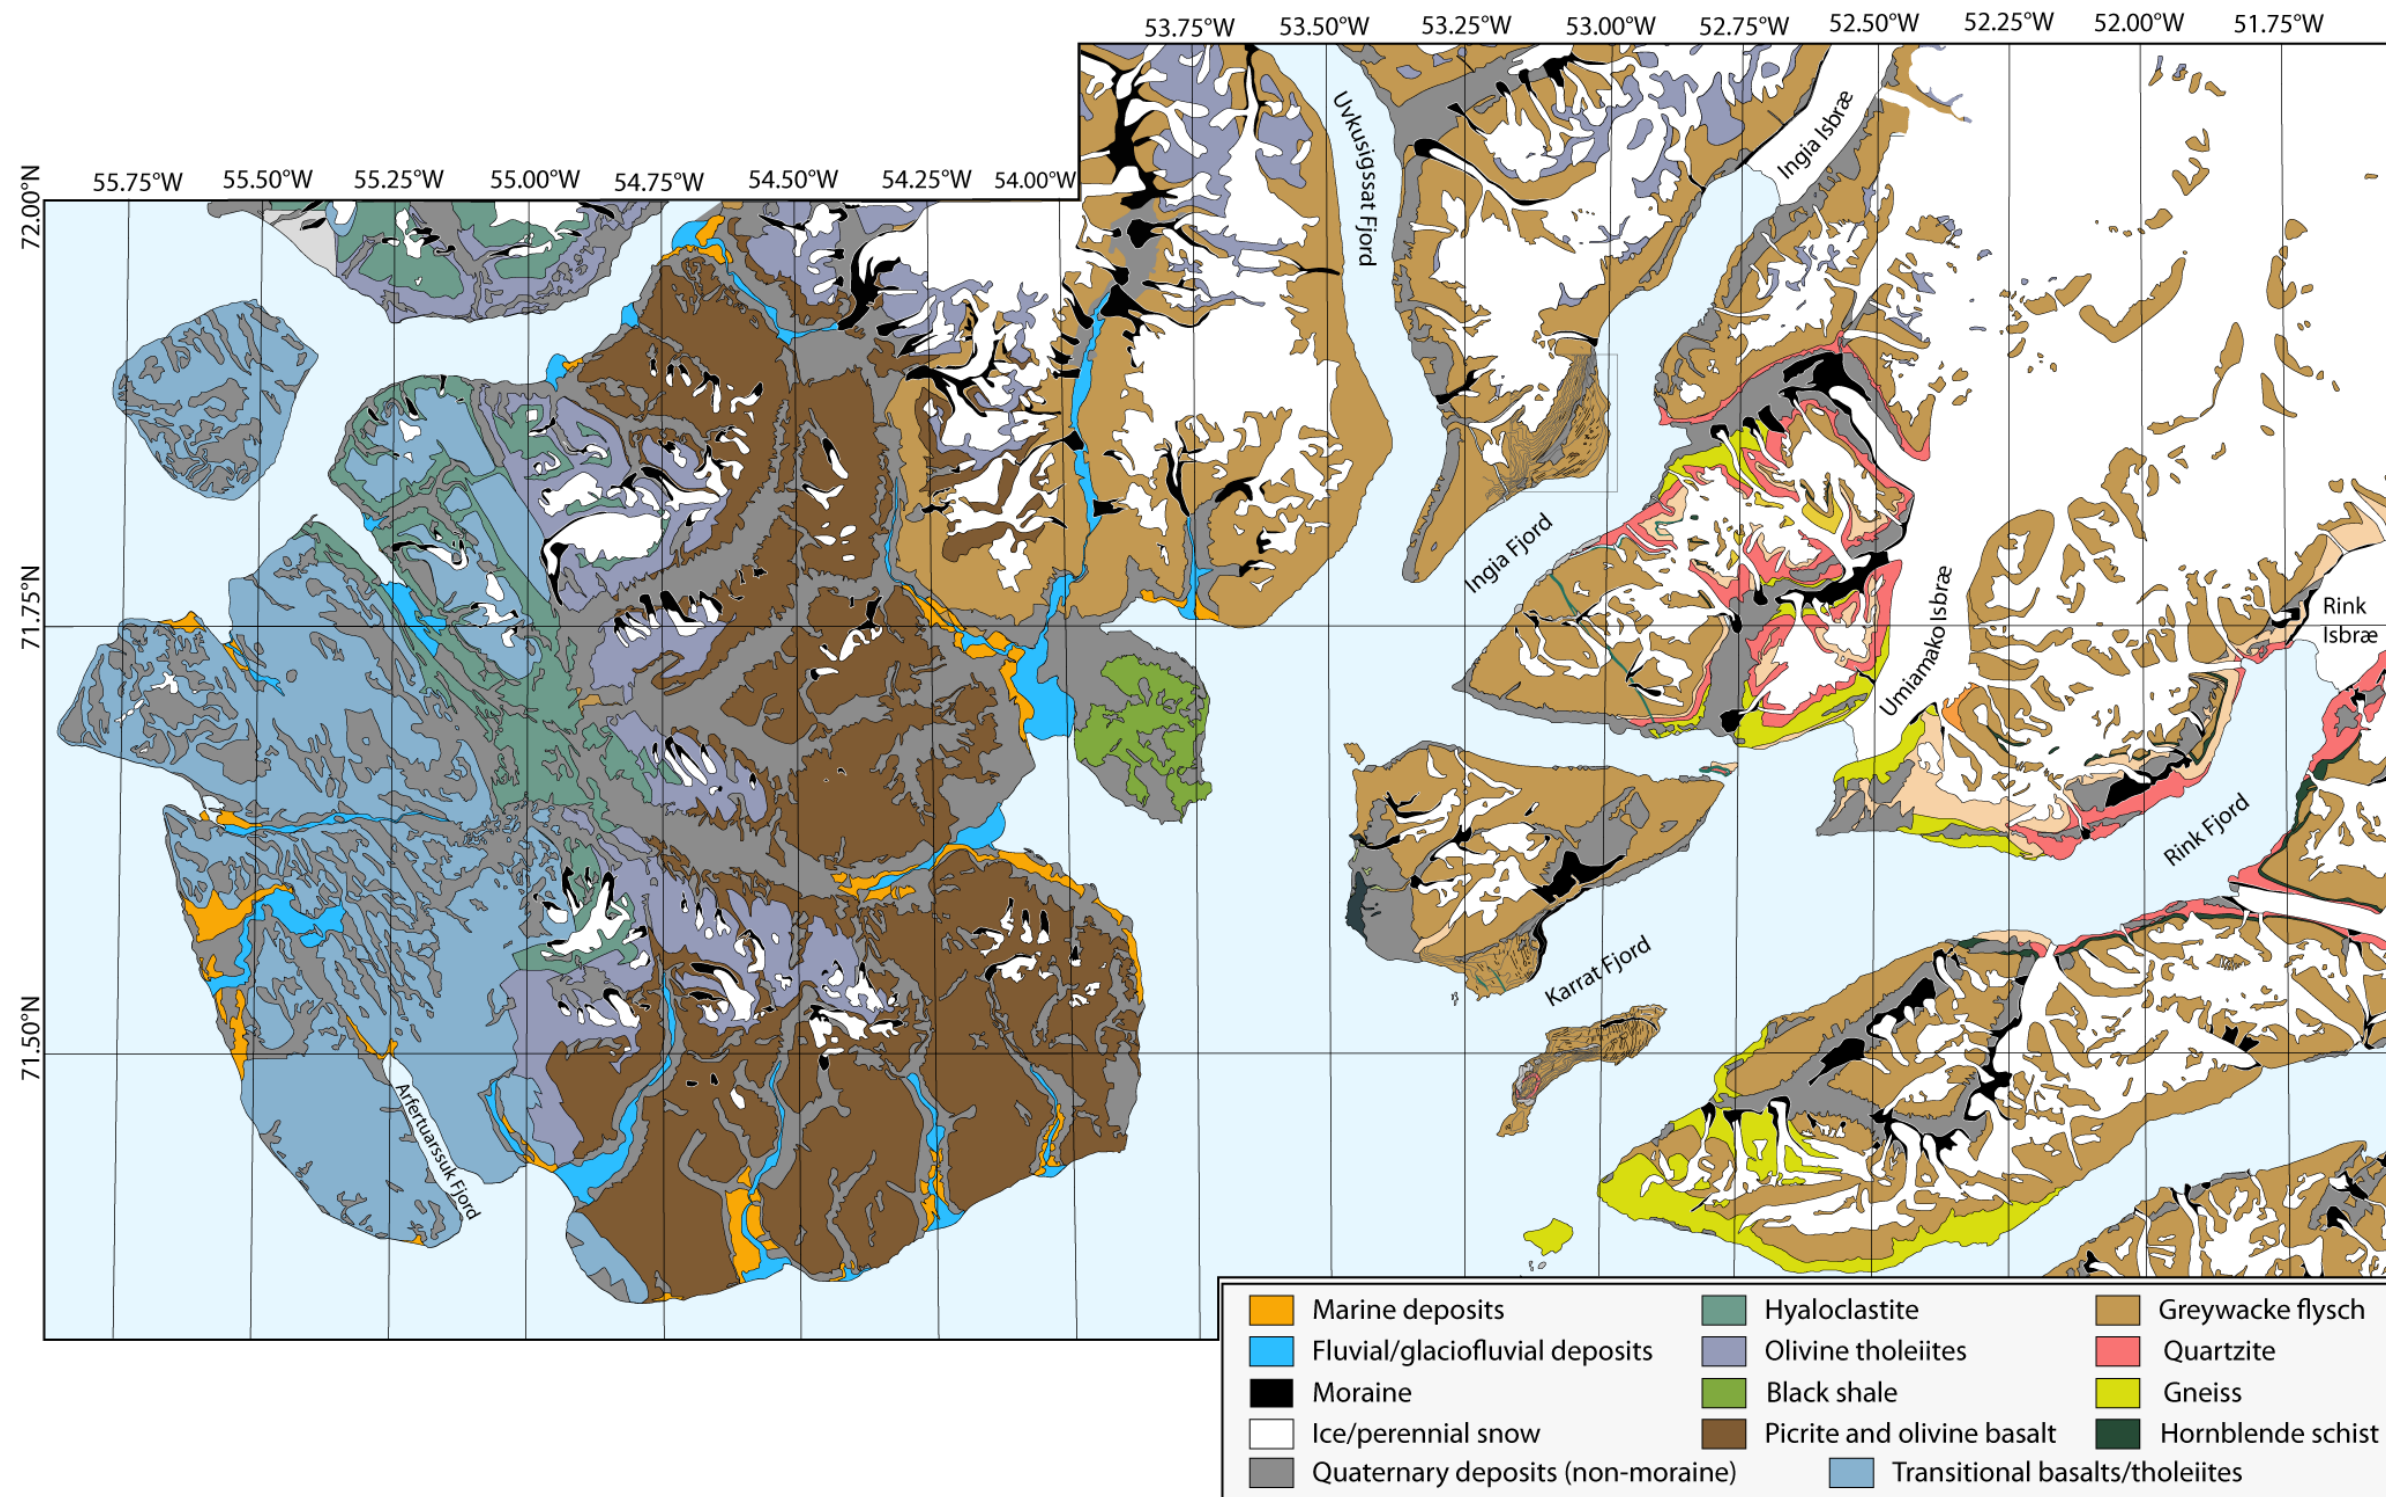 53.75°W 53.50°W 53.25°W 53.00°W 52.75°W 52.50°W 52.25°W 52.00°W 51.75°W
55.75°W 55.50°W 55.25°W 55.00°W 54.75°W 54.50°W 54.25°W 54.00°W
72.00°N
71.75°N
71.50°N
Uvkusigssat Fjord
Ingia Isbræ
Ingia Fjord
Umiamako Isbræ
Rink
Isbræ
Rink Fjord
Karrat Fjord
Arfertuarssuk Fjord
Marine deposits
Fluvial/glaciofluvial deposits
Moraine
Ice/perennial snow
Quaternary deposits (non-moraine)
Hyaloclastite
Olivine tholeiites
Black shale
Picrite and olivine basalt
Transitional basalts/tholeiites
Greywacke flysch
Quartzite
Gneiss
Hornblende schist